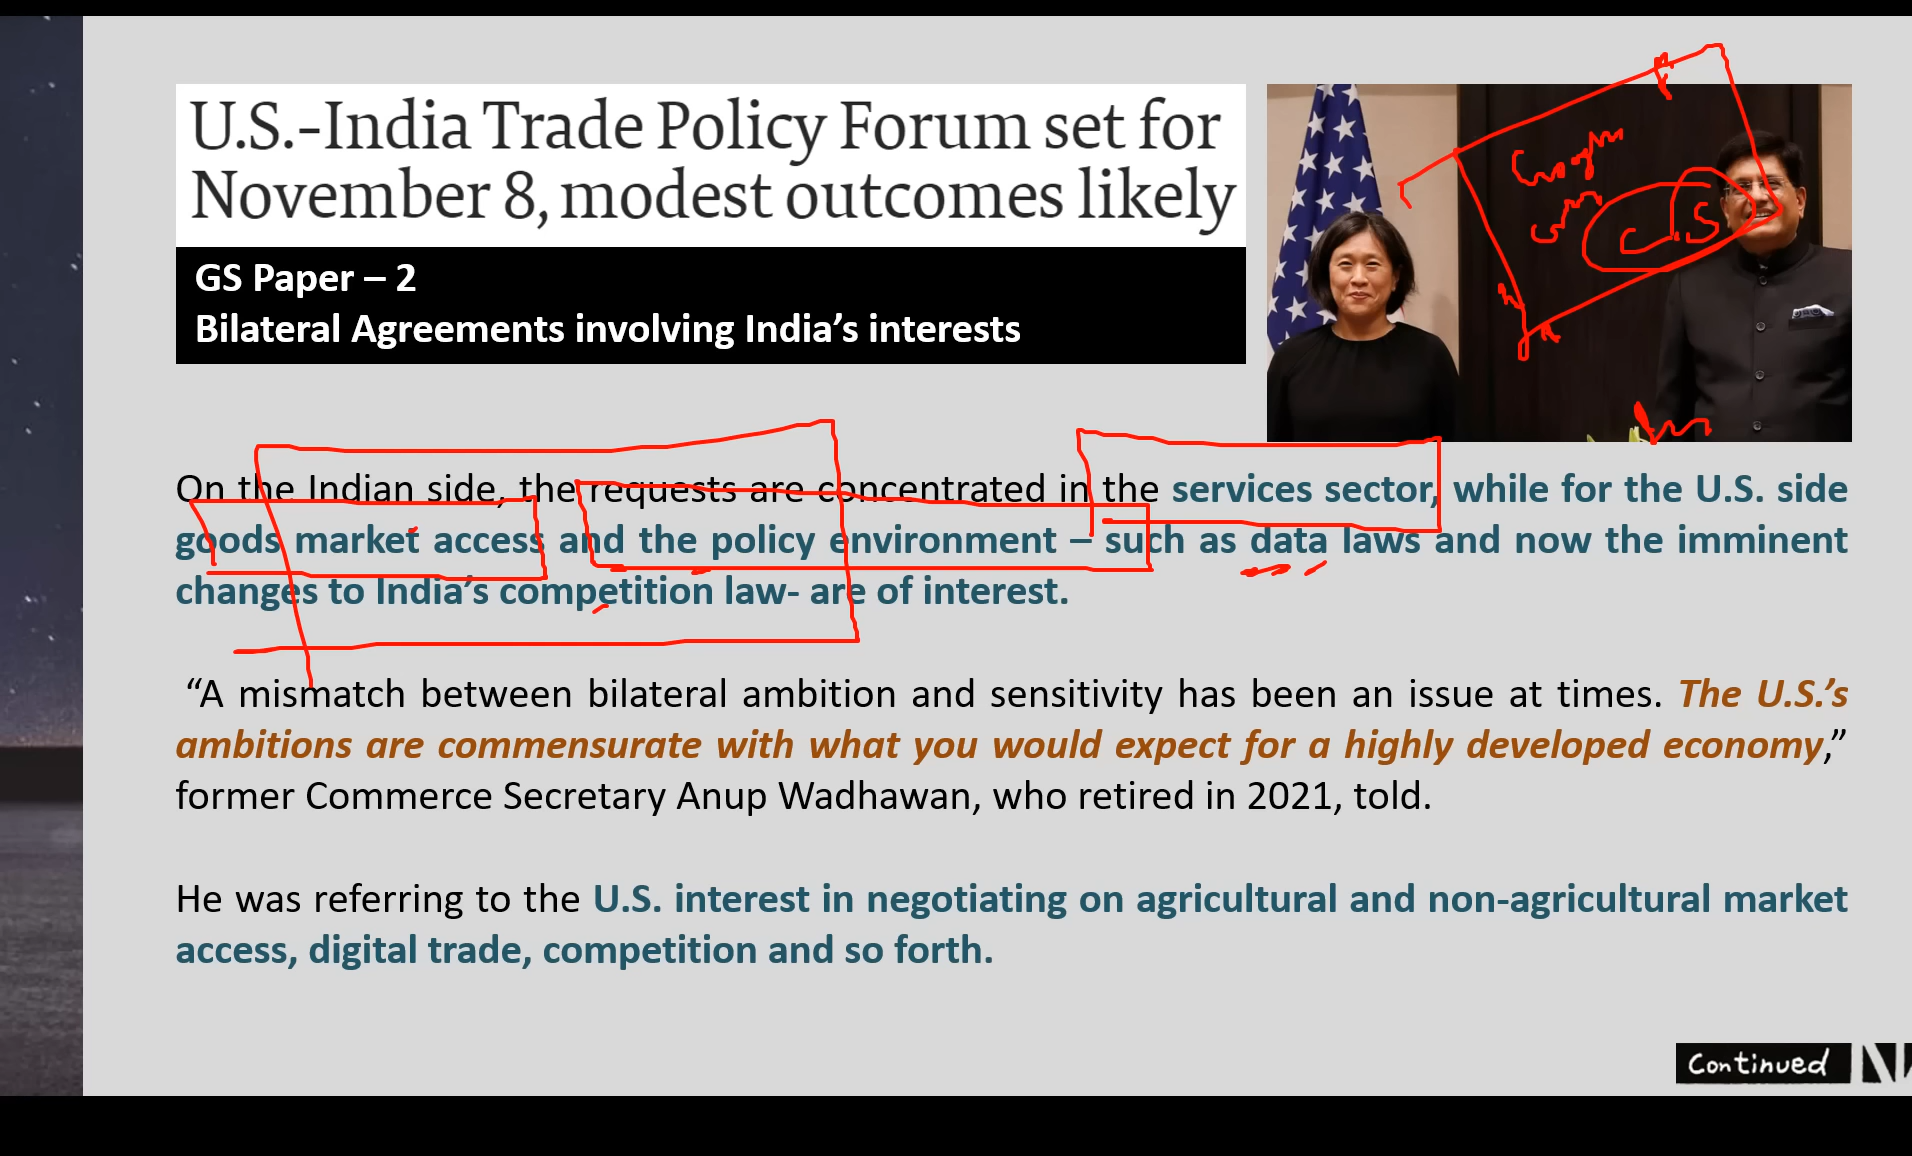 U.S.-India Trade Policy Forum set for
November 8, modest outcomes likely
GS Paper – 2
Bilateral Agreements involving India’s interests
C.S
On the Indian side, the requests are concentrated in the services sector, while for the U.S. side
goods market access and the policy environment – such as data laws and now the imminent
changes to India’s competition law- are of interest.
“A mismatch between bilateral ambition and sensitivity has been an issue at times. The U.S.’s
ambitions are commensurate with what you would expect for a highly developed economy,”
former Commerce Secretary Anup Wadhawan, who retired in 2021, told.
He was referring to the U.S. interest in negotiating on agricultural and non-agricultural market
access, digital trade, competition and so forth.
Continued